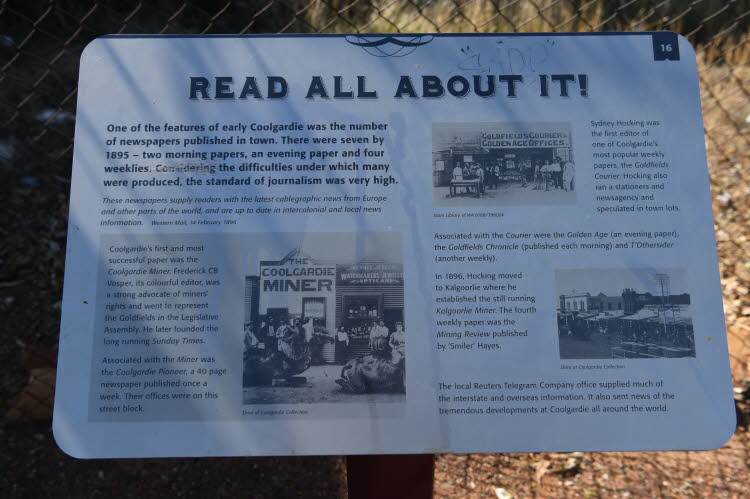 16
READ ALL ABOUT IT!
One of the features of early Coolgardie was the number
of newspapers published in town. There were seven by
1895 – two morning papers, an evening paper and four
weeklies. Considering the difficulties under which many
were produced, the standard of journalism was very high.
These newspapers supply readers with the latest cablegraphic news from Europe
and other parts of the world, and are up to date in intercolonial and local news
information. Western Mail, 14 February 1896
Coolgardie's first and most
successful paper was the
Coolgardie Miner. Frederick CB
Vosper, its colourful editor, was
a strong advocate of miners'
rights and went to represent
the Goldfields in the Legislative
Assembly. He later founded the
long running Sunday Times.
Associated with the Miner was
the Coolgardie Pioneer, a 40 page
newspaper published once a
week. Their offices were on this
street block.
THE
COOLGARDIE
MINER
WATCHMAKERS JEWELLERS
OPTICIANS
Shire of Coolgardie Collection
GOLDFIELDS COURIER &
GOLDEN AGE OFFICES
State Library of WA
Sydney Hocking was
the first editor of
one of Coolgardie's
most popular weekly
papers, the Goldfields
Courier. Hocking also
ran a stationers and
newsagency and
speculated in town lots.
Associated with the Courier were the Golden Age (an evening paper),
the Goldfields Chronicle (published each morning) and T'Othersider
(another weekly).
In 1896, Hocking moved
to Kalgoorlie where he
established the still running
Kalgoorlie Miner. The fourth
weekly paper was the
Mining Review published
by 'Smiler' Hayes.
Shire of Coolgardie Collection
The local Reuters Telegram Company office supplied much of
the interstate and overseas information. It also sent news of the
tremendous developments at Coolgardie all around the world.